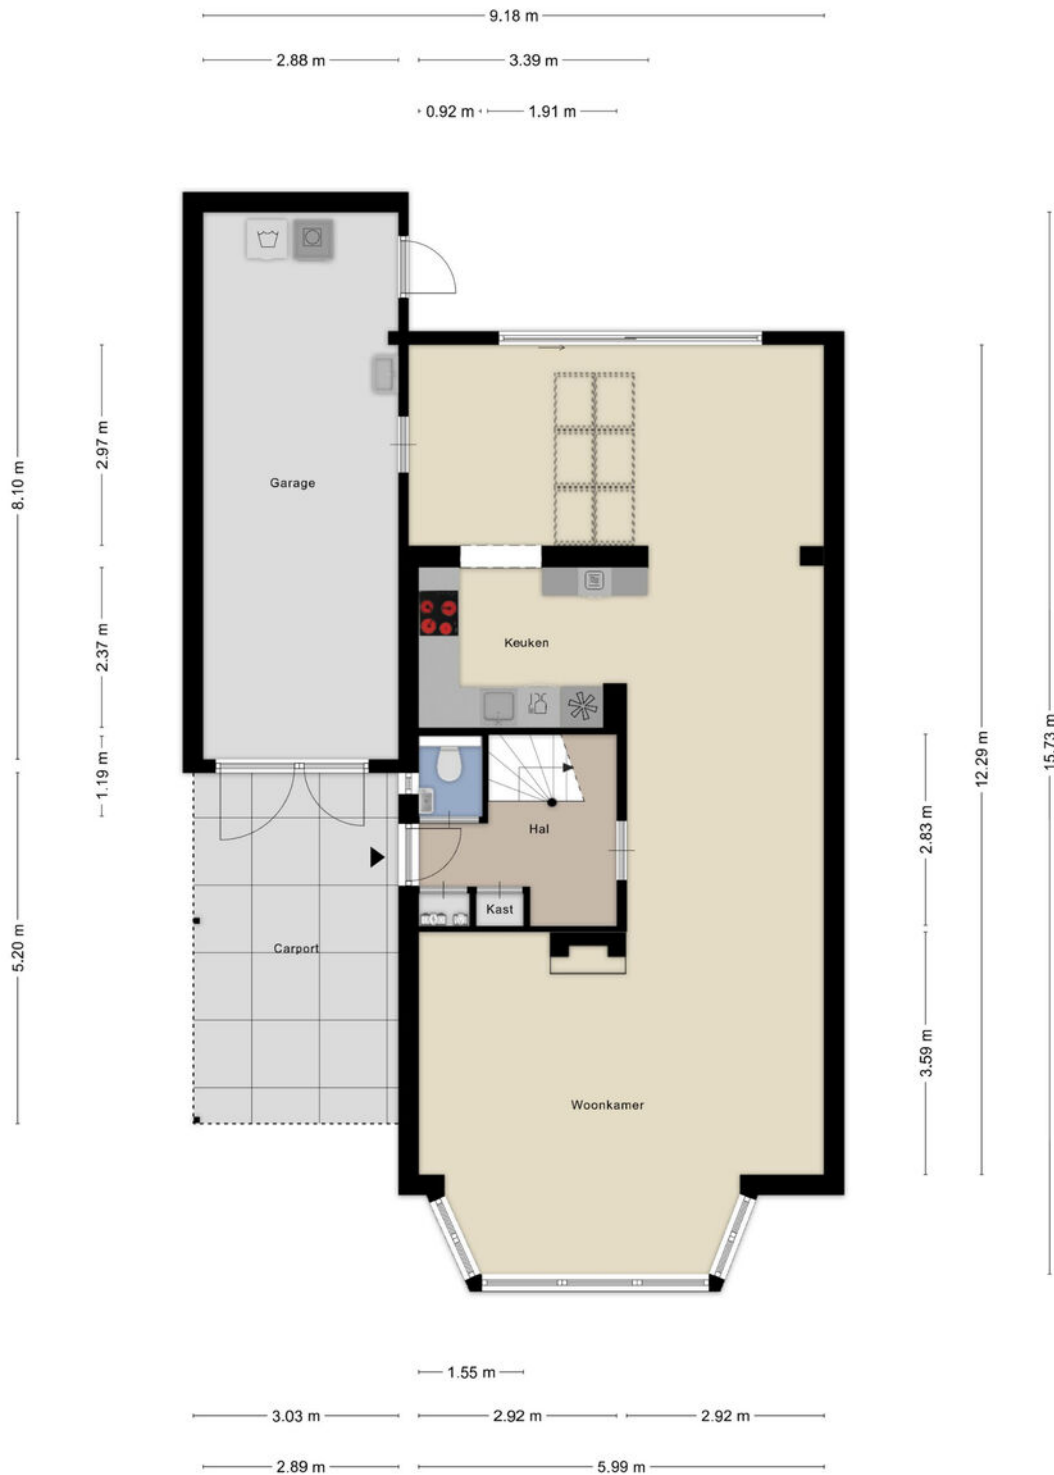 9.18 m
2.88 m
3.39 m
0.92 m
1.91 m
8.10 m
2.97 m
Garage
2.37 m
Keuken
1.19 m
15.73 m
12.29 m
2.83 m
Hal
Kast
5.20 m
Carport
3.59 m
Woonkamer
1.55 m
3.03 m
2.92 m
2.92 m
2.89 m
5.99 m